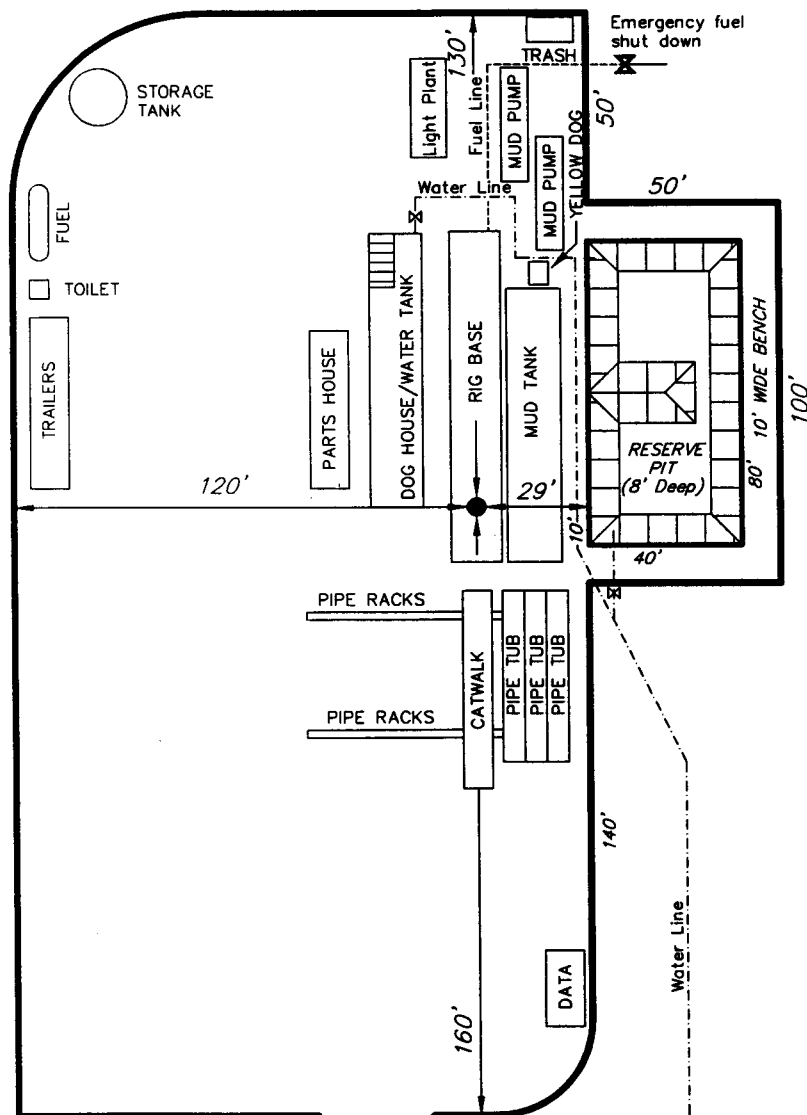 Emergency fuel
shut down
TRASH
130'
50'
STORAGE
TANK
Light Plant
Fuel Line
MUD PUMP
MUD PUMP
YELLOW DOG
Water Line
50'
FUEL
TOILET
TRAILERS
PARTS HOUSE
DOG HOUSE/WATER TANK
RIG BASE
MUD TANK
RESERVE
PIT
(8' Deep)
80'
10' WIDE BENCH
100'
120'
29'
10'
40'
PIPE RACKS
PIPE RACKS
CATWALK
PIPE TUB
PIPE TUB
PIPE TUB
140'
Water Line
DATA
160'